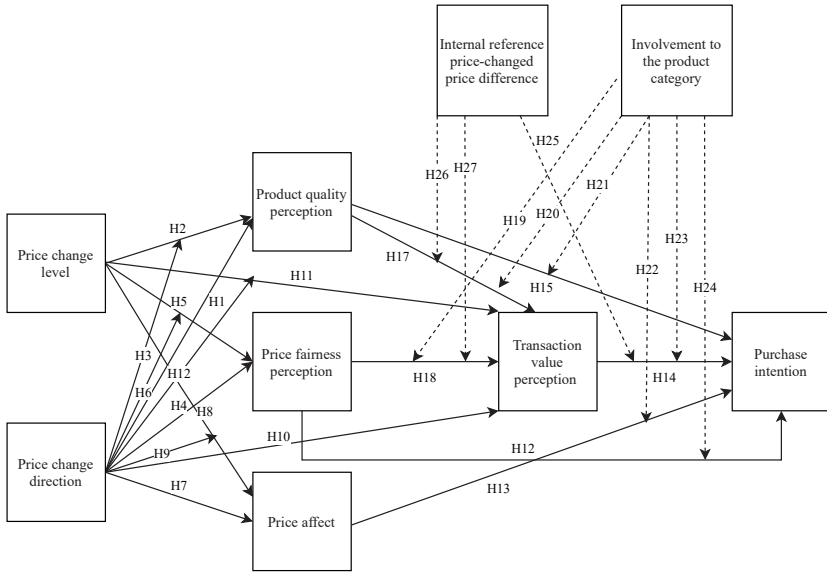 Internal reference
price-changed
price difference
Involvement to
the product
category
H25
H26
H27
Product quality
perception
H21
H19
H20
H2
H17
H23
Price change
level
H11
H22
H24
H15
H1
H5
H3
Price fairness
perception
Transaction
value
perception
Purchase
intention
H12
H18
H14
H6
H4
H8
H10
H12
H9
Price change
direction
H7
H13
Price affect